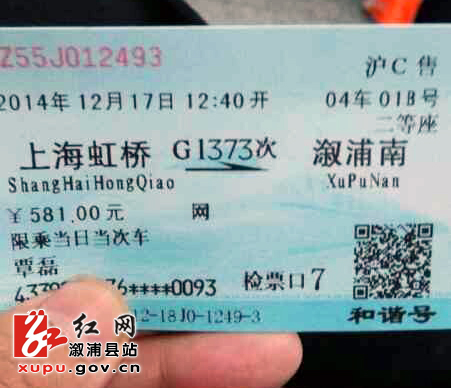 Z55J012493
沪C售
2014年12月17日12:40开 04车01B号
二等座
上海虹桥 G1373次 溆浦南
ShangHaiHongQiao XuPuNan
￥581.00元 网
限乘当日当次车
覃磊
76****0093 检票口7
12-18J0-1249-3 和谐号
红网
溆浦县站
xupu.gov.cn